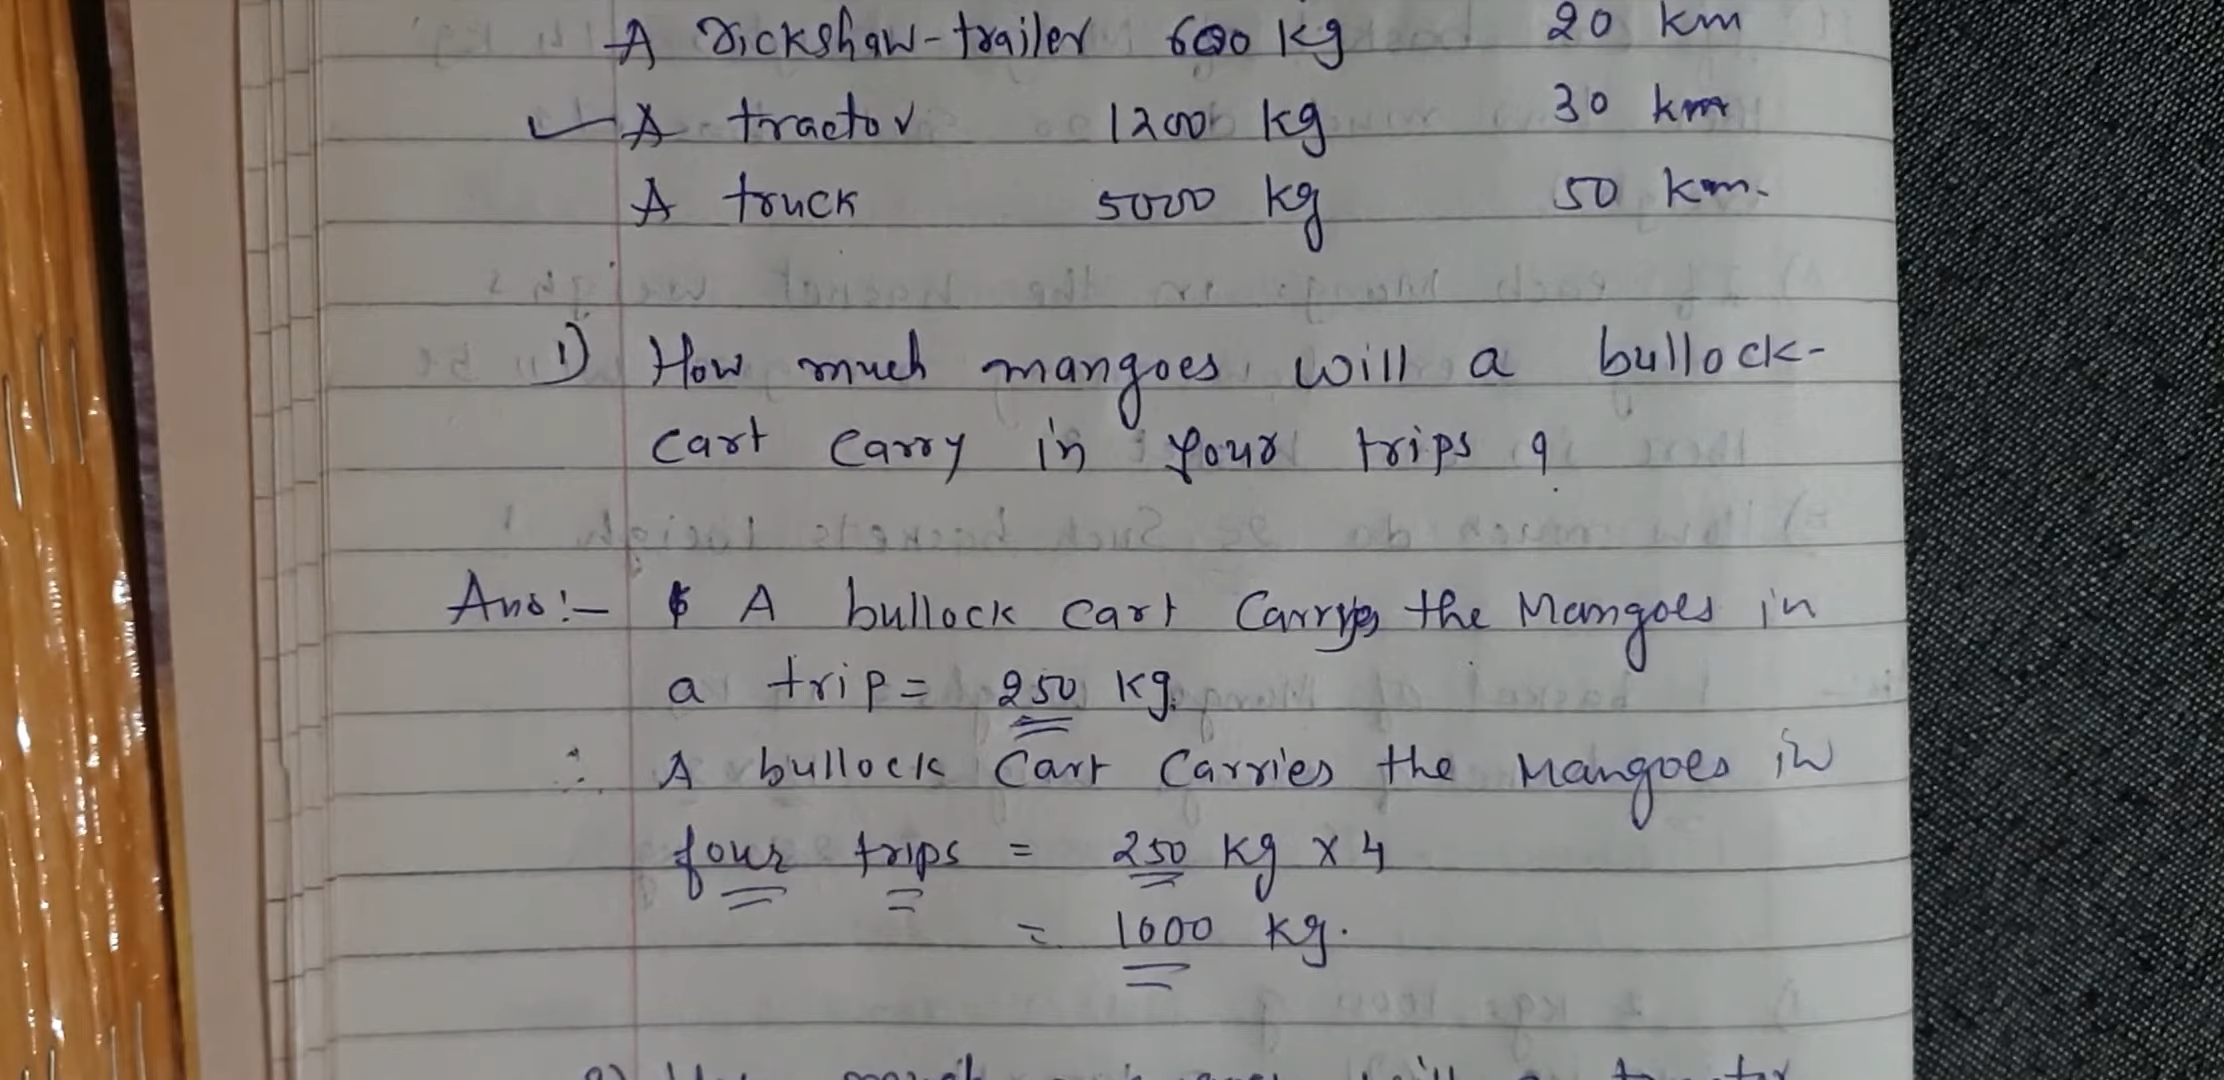 A rickshaw-trailer 600 kg 20 km
A tractor 1200 kg 30 km
A truck 5000 kg 50 km.
1) How much mangoes will a bullock-
cart carry in four trips ?
Ans:- A bullock cart Carryes the Mangoes in
a trip = 250 kg.
∴ A bullock Cart Carries the Mangoes in
four trips = 250 kg x 4
= 1000 kg.